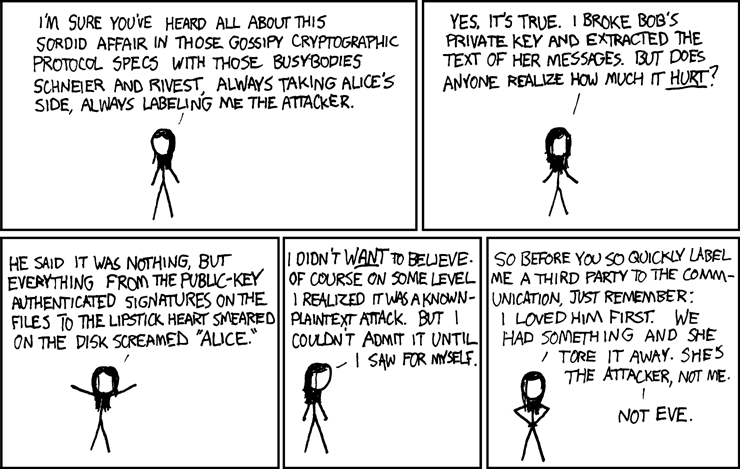 I'M SURE YOU'VE HEARD ALL ABOUT THIS
SORDID AFFAIR IN THOSE GOSSIPY CRYPTOGRAPHIC
PROTOCOL SPECS WITH THOSE BUSYBODIES
SCHNEIER AND RIVEST, ALWAYS TAKING ALICE'S
SIDE, ALWAYS LABELING ME THE ATTACKER.
YES, IT'S TRUE. I BROKE BOB'S
PRIVATE KEY AND EXTRACTED THE
TEXT OF HER MESSAGES. BUT DOES
ANYONE REALIZE HOW MUCH IT HURT?
HE SAID IT WAS NOTHING, BUT
EVERYTHING FROM THE PUBLIC-KEY
AUTHENTICATED SIGNATURES ON THE
FILES TO THE LIPSTICK HEART SMEARED
ON THE DISK SCREAMED "ALICE."
I DIDN'T WANT TO BELIEVE.
OF COURSE ON SOME LEVEL
I REALIZED IT WAS A KNOWN-
PLAINTEXT ATTACK. BUT I
COULDN'T ADMIT IT UNTIL
I SAW FOR MYSELF.
SO BEFORE YOU SO QUICKLY LABEL
ME A THIRD PARTY TO THE COMM-
UNICATION, JUST REMEMBER:
I LOVED HIM FIRST. WE
HAD SOMETHING AND SHE
TORE IT AWAY. SHE'S
THE ATTACKER, NOT ME.
NOT EVE.